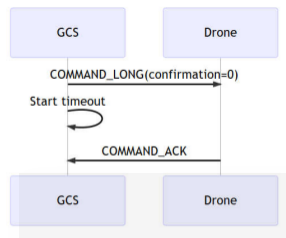 GCS
Drone
COMMAND_LONG(confirmation=0)
Start timeout
COMMAND_ACK
GCS
Drone